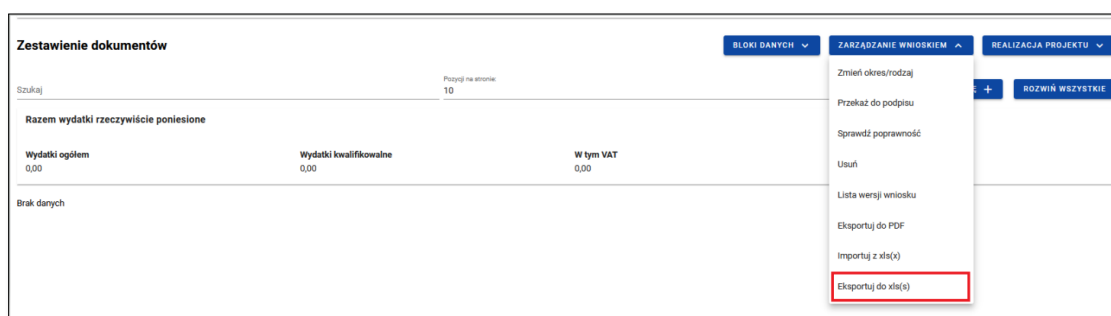 Zestawienie dokumentów
BLOKI DANYCH
ZARZĄDZANIE WNIOSKIEM
REALIZACJA PROJEKTU
Szukaj
Pozycji na stronie:
10
ROZWIŃ WSZYSTKIE
Razem wydatki rzeczywiście poniesione
Wydatki ogółem
0,00
Wydatki kwalifikowalne
0,00
W tym VAT
0,00
Brak danych
Zmień okres/rodzaj
Przekaż do podpisu
Sprawdź poprawność
Usuń
Lista wersji wniosku
Eksportuj do PDF
Importuj z xls(x)
Eksportuj do xls(s)